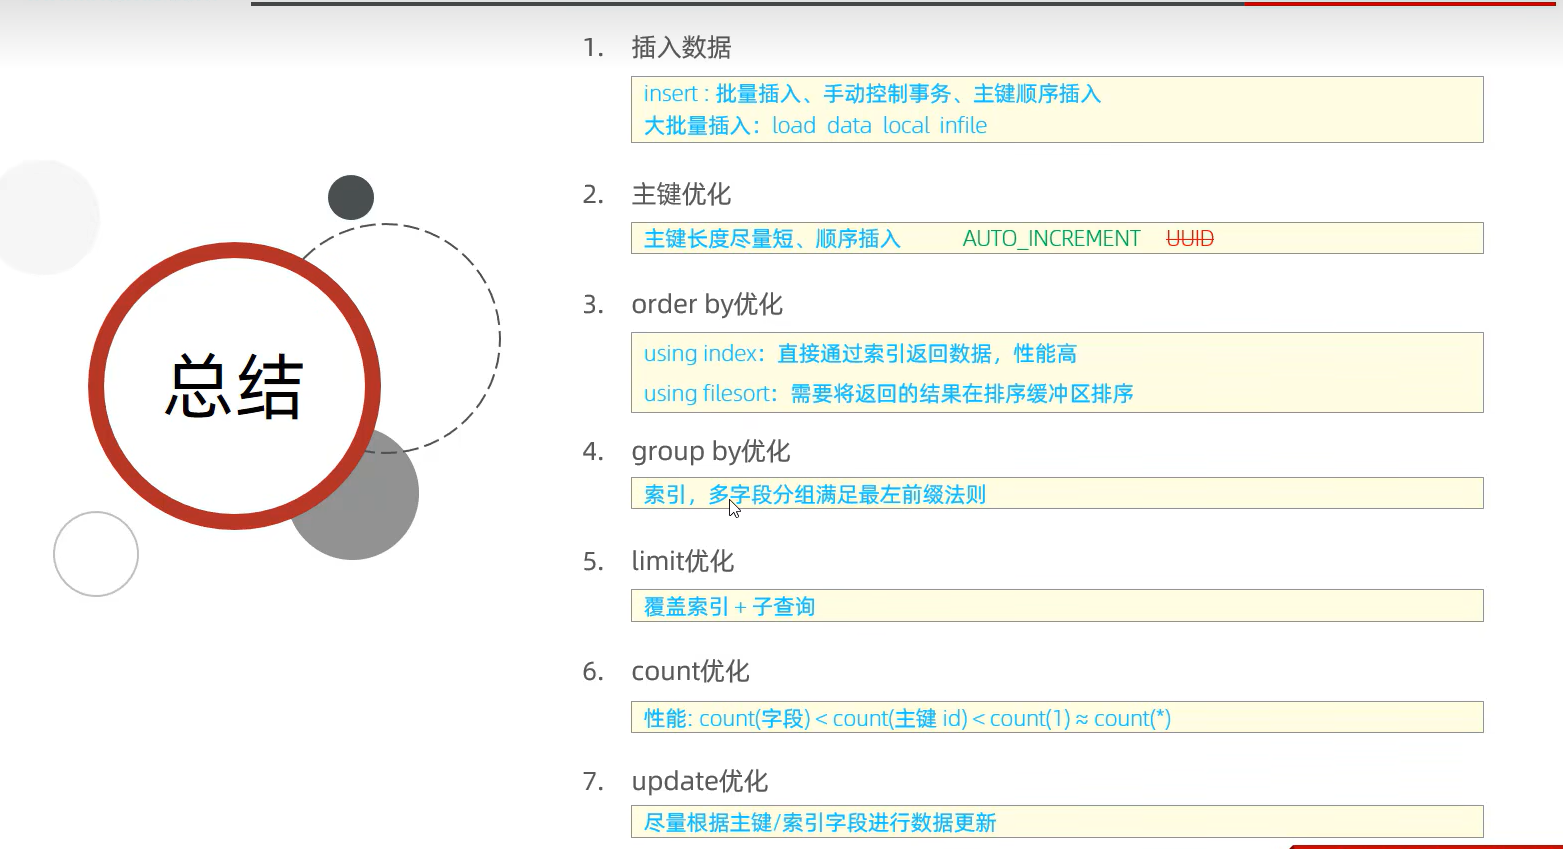 总结
1. 插入数据
insert : 批量插入、手动控制事务、主键顺序插入
大批量插入：load data local infile
2. 主键优化
主键长度尽量短、顺序插入 AUTO_INCREMENT UUID
3. order by优化
using index：直接通过索引返回数据，性能高
using filesort：需要将返回的结果在排序缓冲区排序
4. group by优化
索引，多字段分组满足最左前缀法则
5. limit优化
覆盖索引 + 子查询
6. count优化
性能: count(字段) < count(主键 id) < count(1) ≈ count(*)
7. update优化
尽量根据主键/索引字段进行数据更新